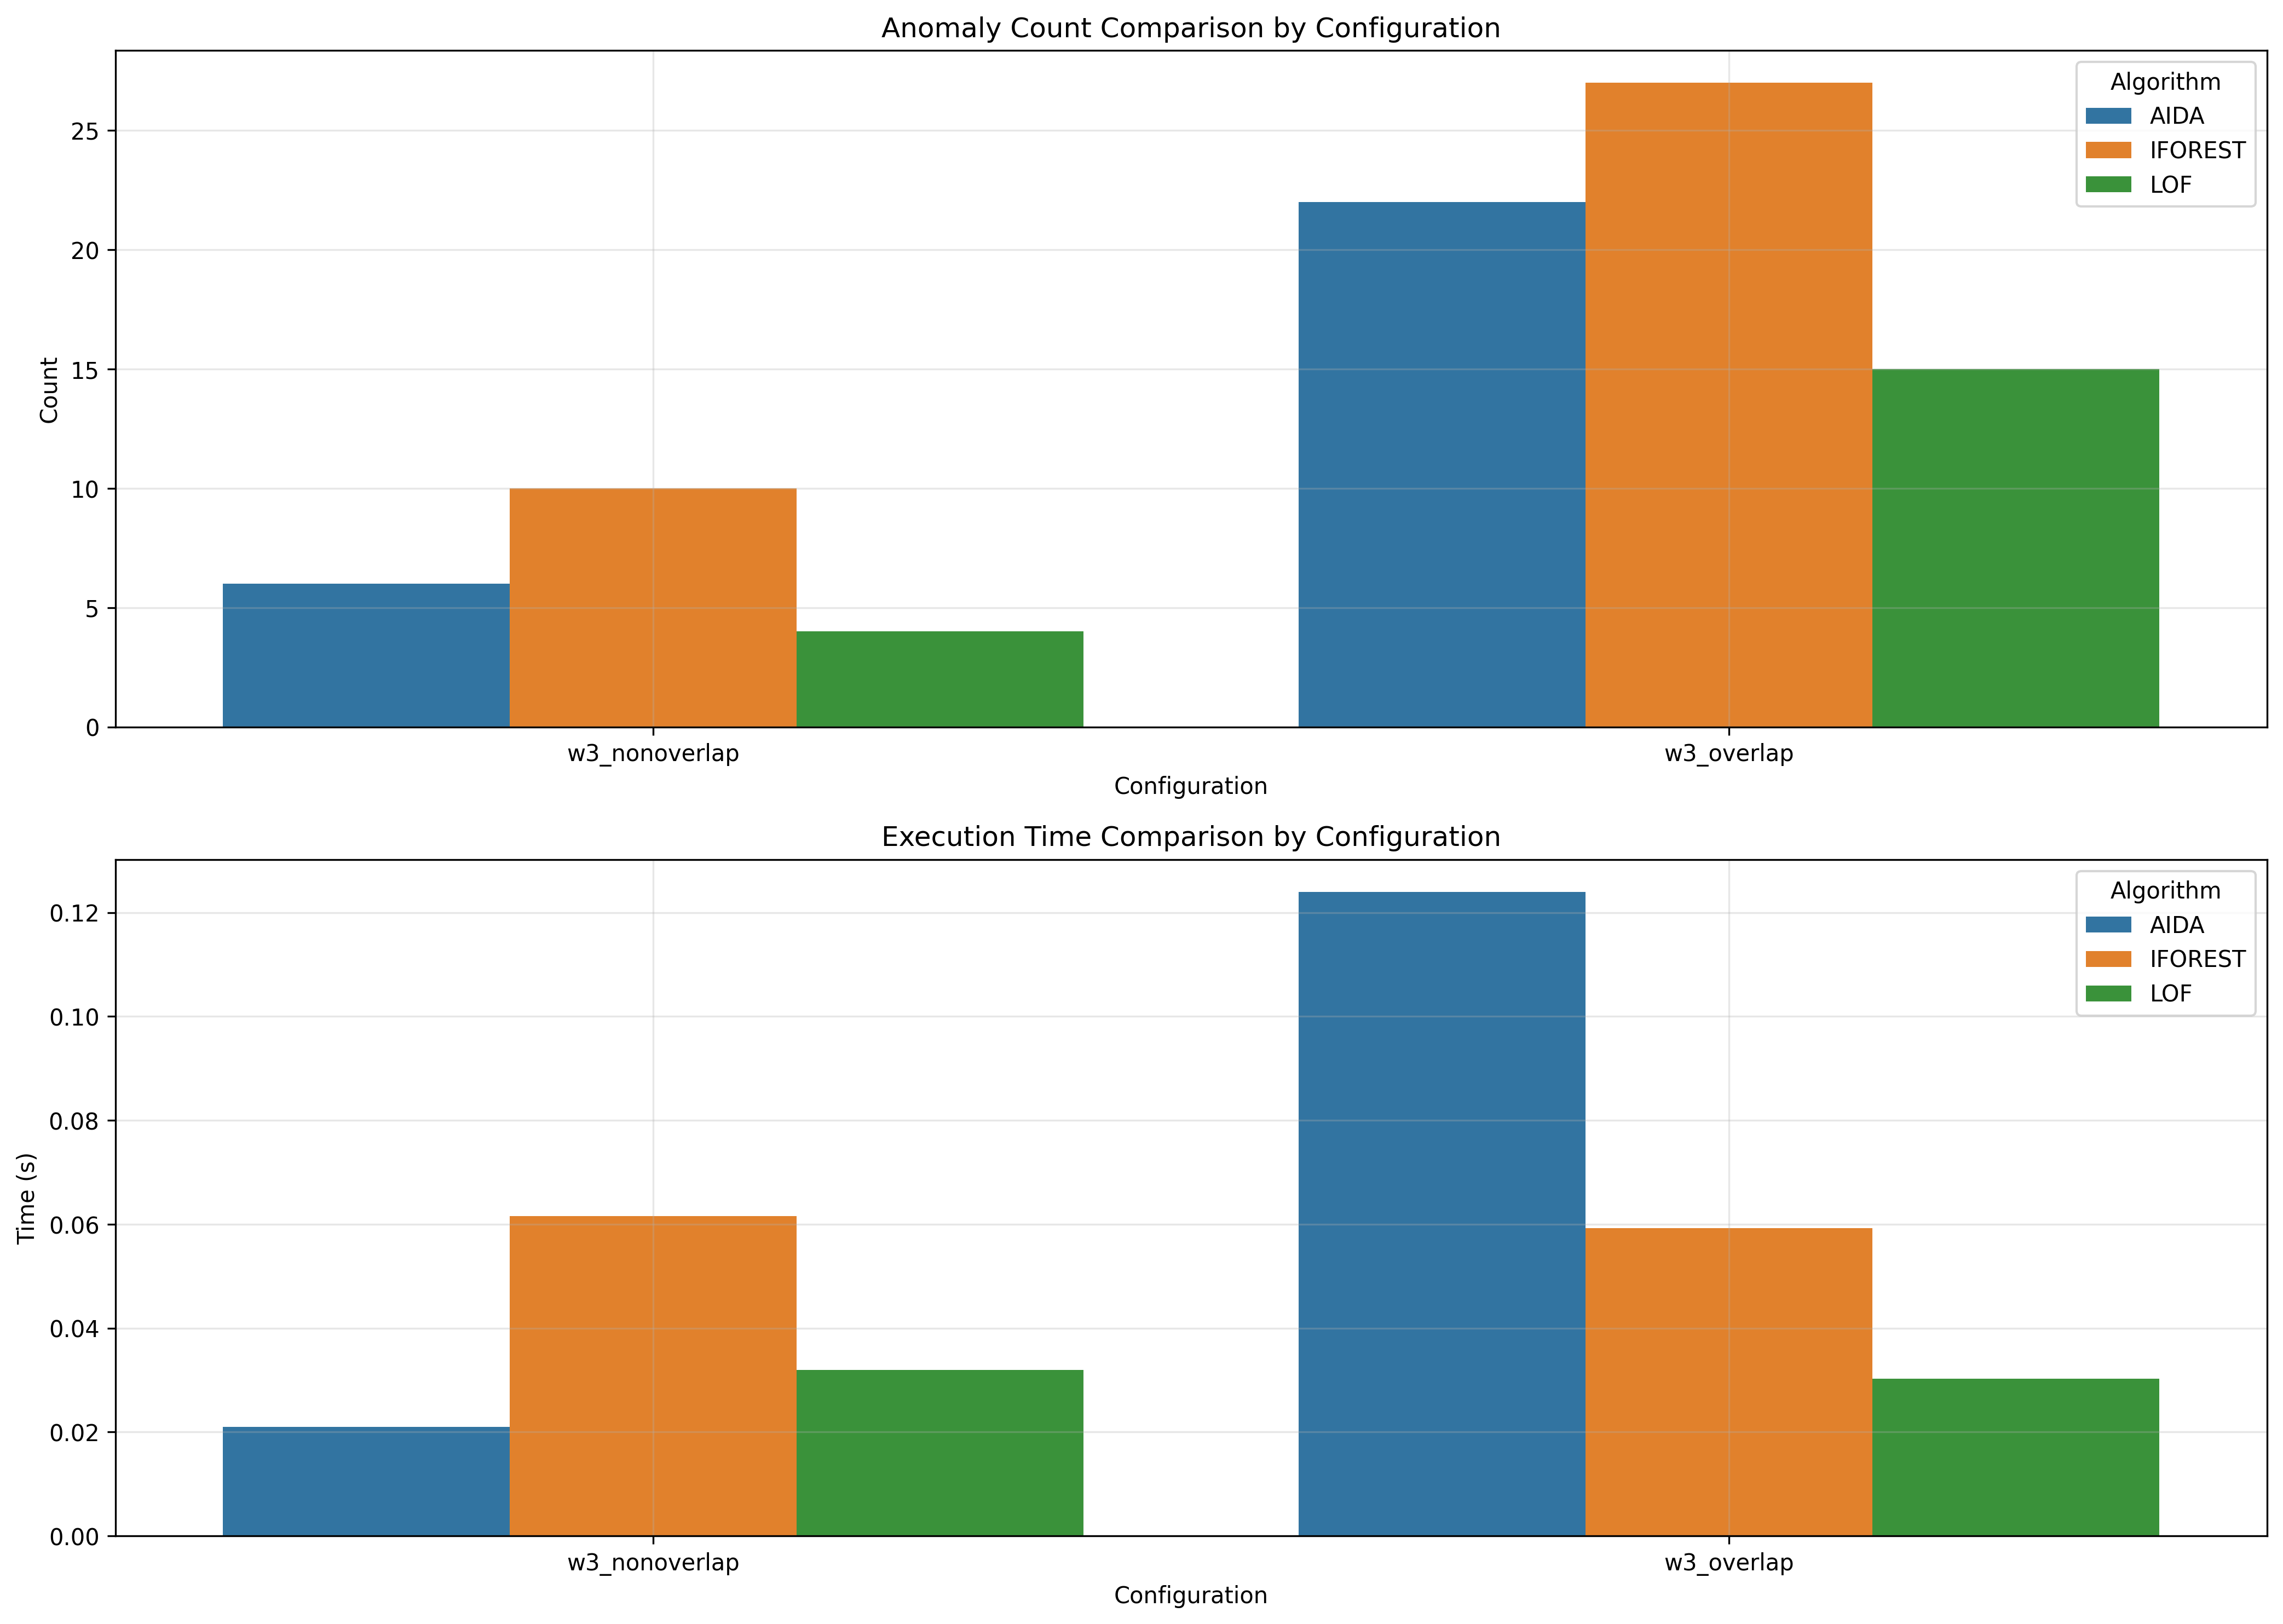 Anomaly Count Comparison by Configuration
Algorithm
AIDA
IFOREST
LOF
Count
25
20
15
10
5
0
w3_nonoverlap
w3_overlap
Configuration
Execution Time Comparison by Configuration
Algorithm
AIDA
IFOREST
LOF
Time (s)
0.12
0.10
0.08
0.06
0.04
0.02
0.00
w3_nonoverlap
w3_overlap
Configuration